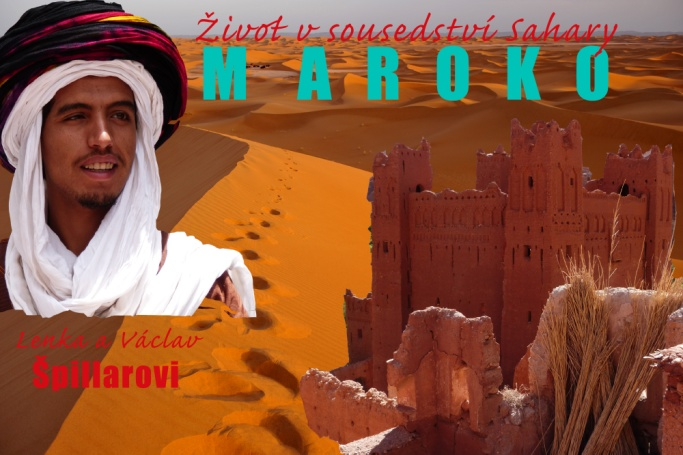 Život v sousedství Sahary
MAROKO
Lenka a Václav
Špillarovi